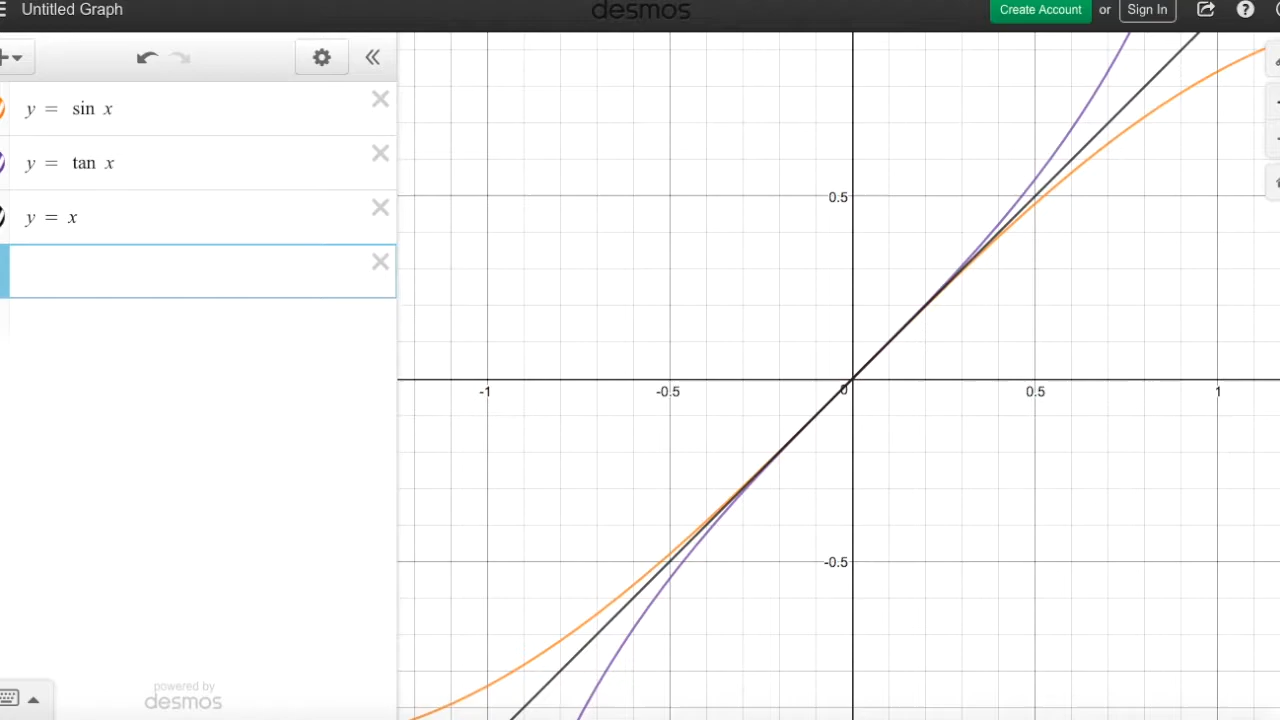 Untitled Graph
desmos
Create Account or Sign In
y = sin x
y = tan x
y = x
0.5
-1
-0.5
0
0.5
1
-0.5
powered by
desmos